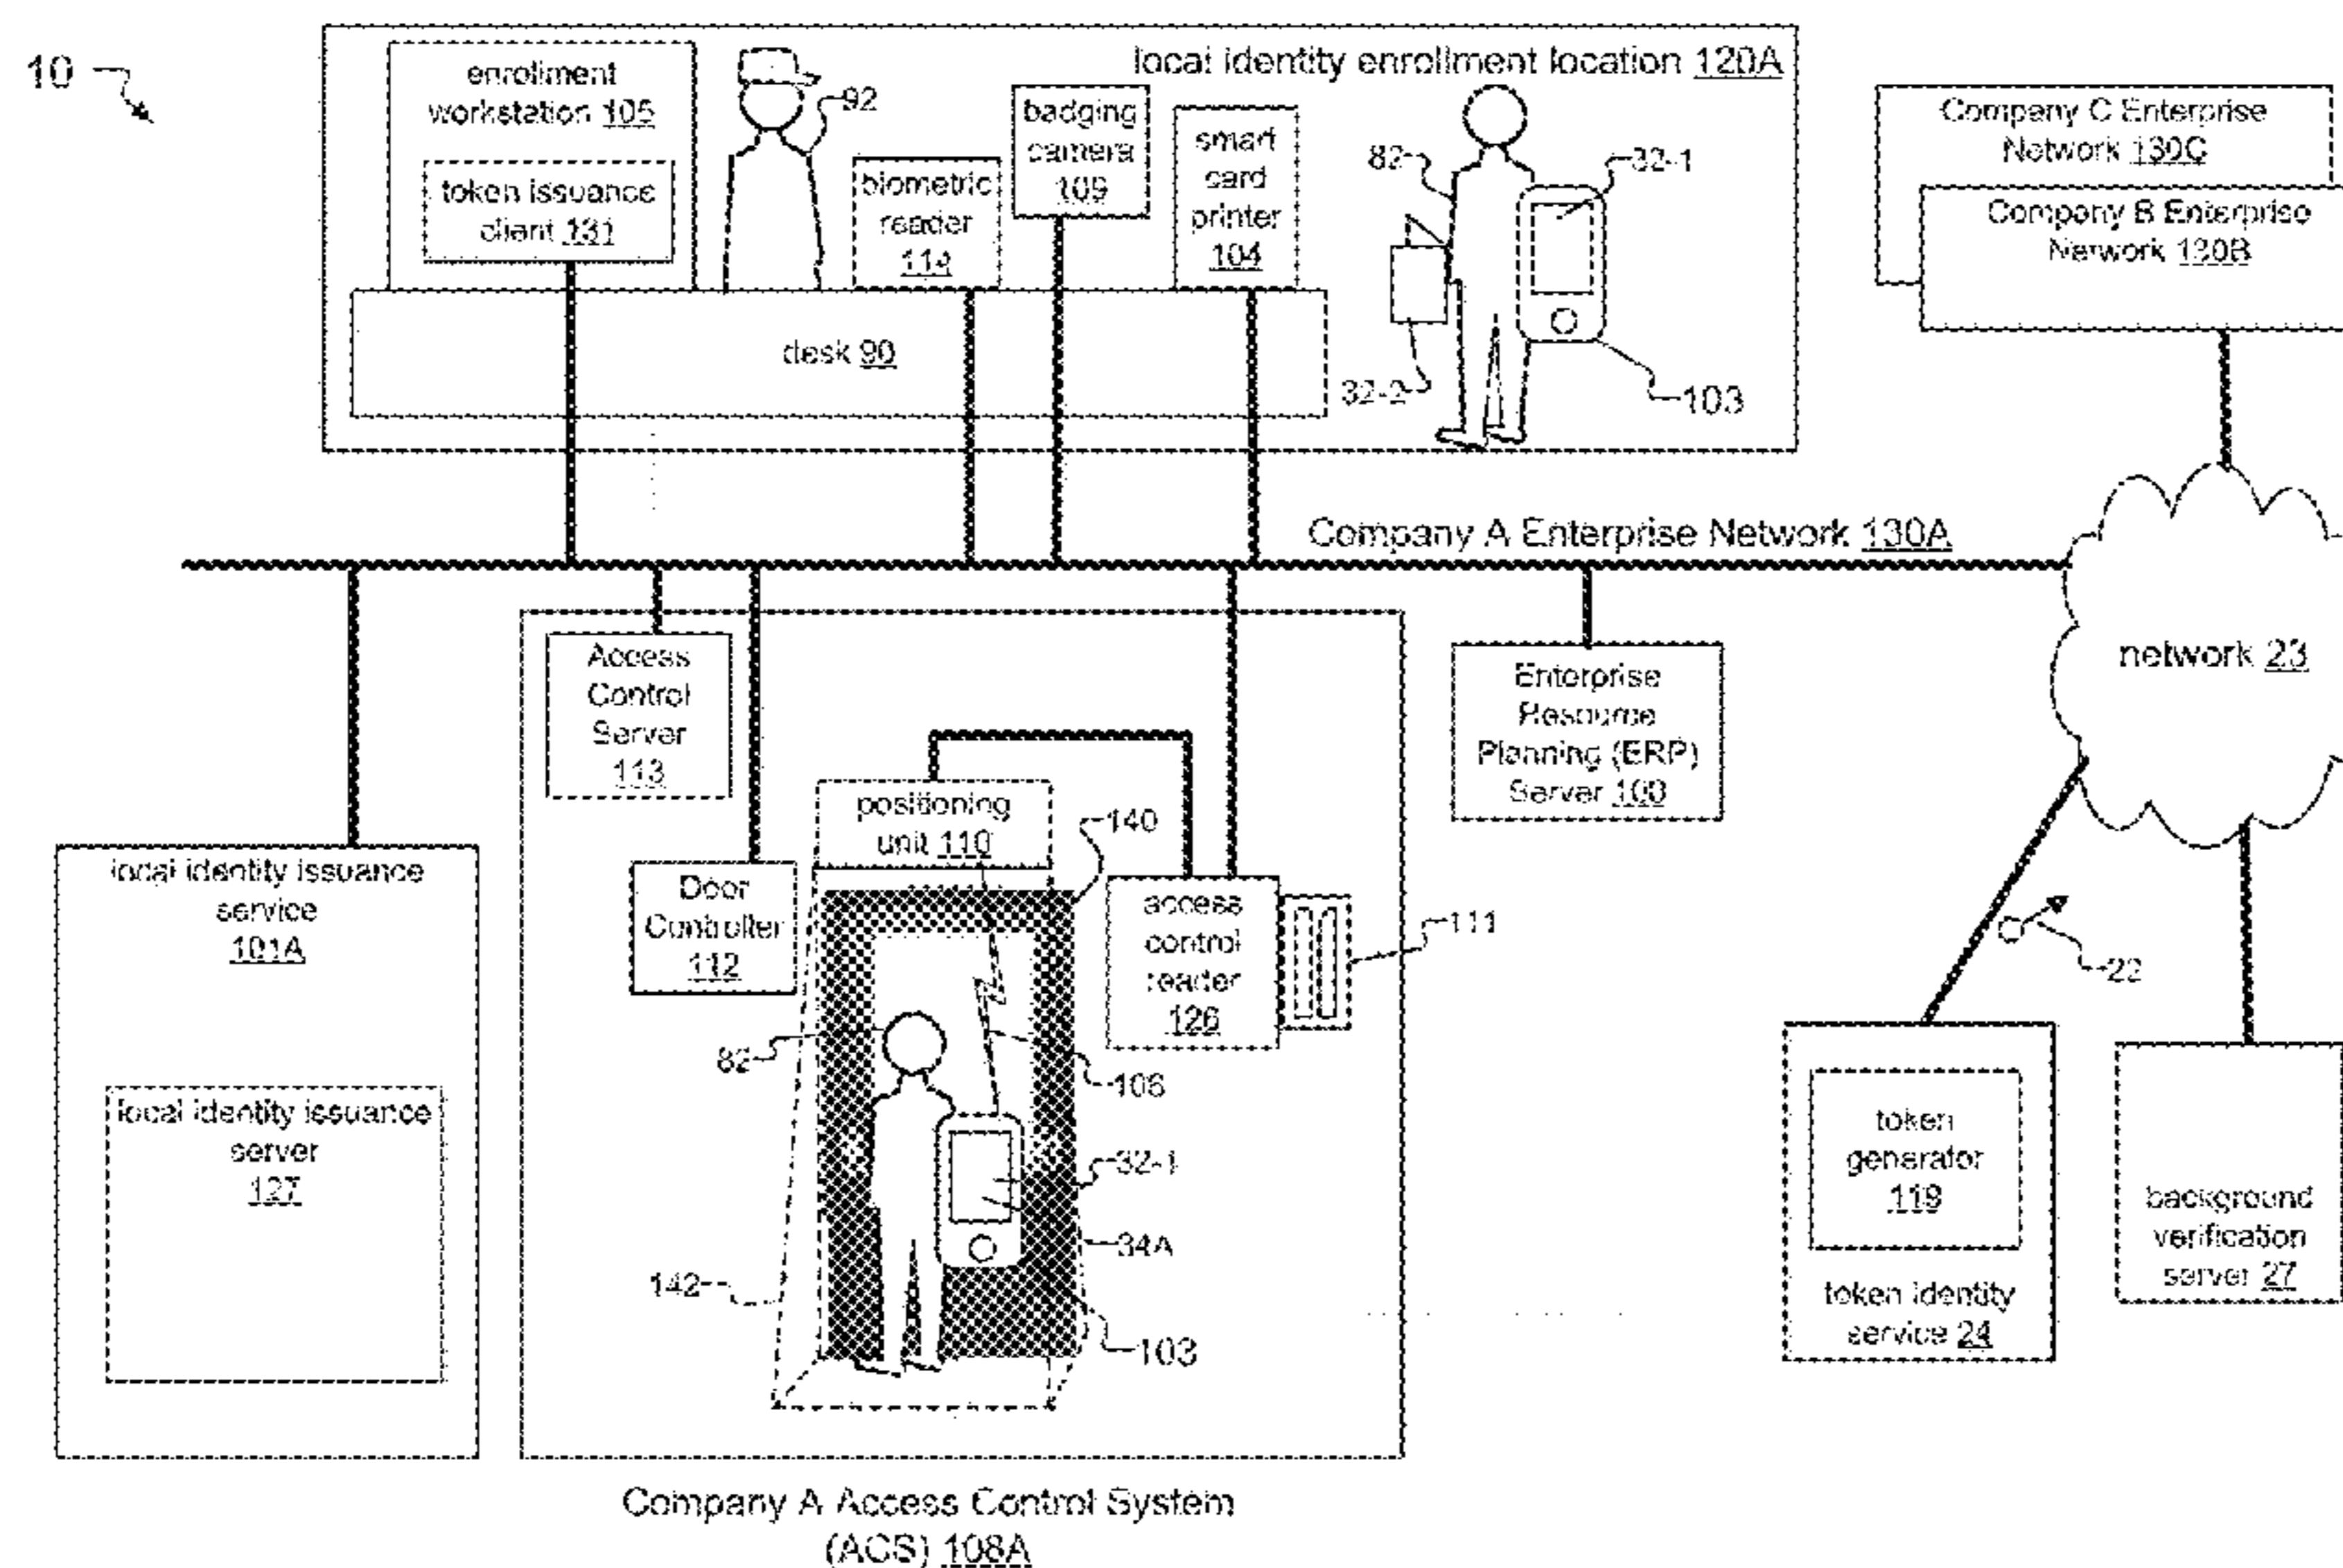 10
local identity enrollment location 120A
enrollment
workstation 105
token issuance
client 131
92
biometric
reader
114
badging
camera
109
smart
card
printer
104
82
32-1
32-2
103
desk 90
Company C Enterprise
Network 130C
Company B Enterprise
Network 130B
Company A Enterprise Network 130A
network 23
Access
Control
Server
113
Enterprise
Resource
Planning (ERP)
Server 100
positioning
unit 110
140
Door
Controller
112
access
control
reader
126
111
local identity issuance
service
101A
local identity issuance
server
127
82
106
32-1
34A
142
103
22
token
generator
119
token identity
service 24
background
verification
server 27
Company A Access Control System
(ACS) 108A